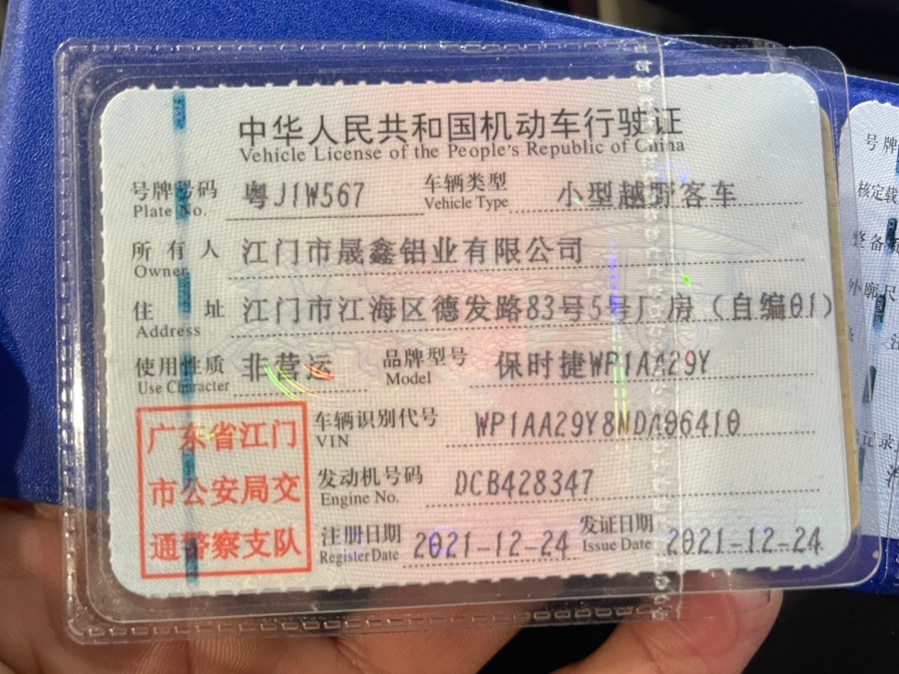 中华人民共和国机动车行驶证
Vehicle License of the People's Republic of China
号牌号码 粤J1W567 车辆类型 小型越野客车
Plate No. Vehicle Type
所有人 江门市晟鑫铝业有限公司
Owner
住址 江门市江海区德发路83号5号厂房（自编01）
Address
使用性质 非营运 品牌型号 保时捷WP1AA29Y
Use Character Model
广东省江门
市公安局交
通警察支队
车辆识别代号 WP1AA29Y8NDA06410
VIN
发动机号码 DCB428347
Engine No.
注册日期 2021-12-24 发证日期 2021-12-24
Register Date Issue Date
号牌
核定载
整备质
外廓尺